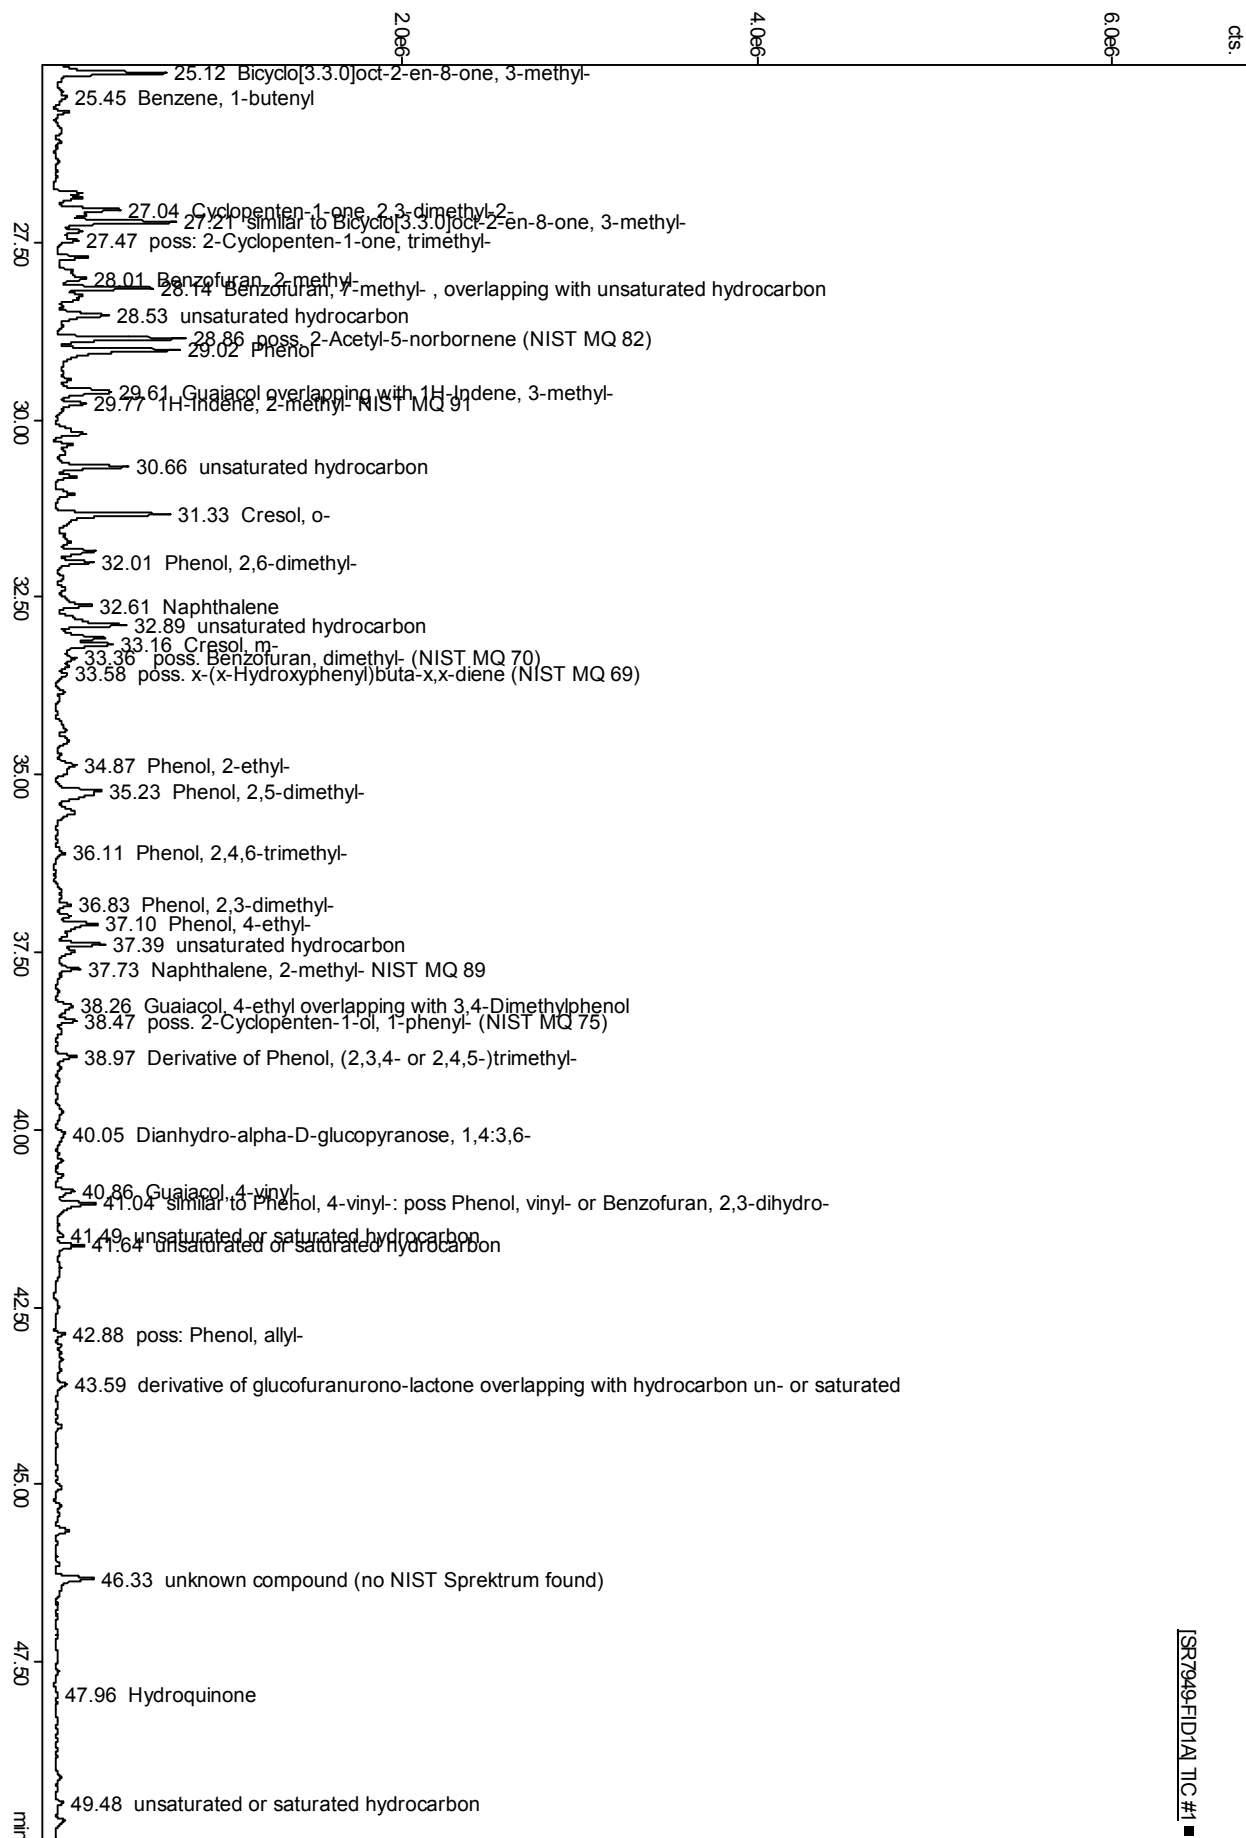 cts.
6.0e6
4.0e6
2.0e6
25.12 Bicyclo[3.3.0]oct-2-en-8-one, 3-methyl-
25.45 Benzene, 1-butenyl
27.04 Cyclopenten-1-one, 2,3-dimethyl-2-
27.21 similar to Bicyclo[3.3.0]oct-2-en-8-one, 3-methyl-
27.47 poss: 2-Cyclopenten-1-one, trimethyl-
28.01 Benzofuran, 2-methyl-
28.14 Benzofuran, 7-methyl- , overlapping with unsaturated hydrocarbon
28.53 unsaturated hydrocarbon
28.86 poss. 2-Acetyl-5-norbornene (NIST MQ 82)
29.02 Phenol
29.61 Guaiacol overlapping with 1H-Indene, 3-methyl-
29.77 1H-Indene, 2-methyl- NIST MQ 91
30.66 unsaturated hydrocarbon
31.33 Cresol, o-
32.01 Phenol, 2,6-dimethyl-
32.61 Naphthalene
32.89 unsaturated hydrocarbon
33.16 Cresol, m-
33.36 poss. Benzofuran, dimethyl- (NIST MQ 70)
33.58 poss. x-(x-Hydroxyphenyl)buta-x,x-diene (NIST MQ 69)
34.87 Phenol, 2-ethyl-
35.23 Phenol, 2,5-dimethyl-
36.11 Phenol, 2,4,6-trimethyl-
36.83 Phenol, 2,3-dimethyl-
37.10 Phenol, 4-ethyl-
37.39 unsaturated hydrocarbon
37.73 Naphthalene, 2-methyl- NIST MQ 89
38.26 Guaiacol, 4-ethyl overlapping with 3,4-Dimethylphenol
38.47 poss. 2-Cyclopenten-1-ol, 1-phenyl- (NIST MQ 75)
38.97 Derivative of Phenol, (2,3,4- or 2,4,5-)trimethyl-
40.05 Dianhydro-alpha-D-glucopyranose, 1,4:3,6-
40.86 Guaiacol, 4-vinyl-
41.04 similar to Phenol, 4-vinyl-: poss Phenol, vinyl- or Benzofuran, 2,3-dihydro-
41.49 unsaturated or saturated hydrocarbon
41.64 unsaturated or saturated hydrocarbon
42.88 poss: Phenol, allyl-
43.59 derivative of glucofuranurono-lactone overlapping with hydrocarbon un- or saturated
46.33 unknown compound (no NIST Sprektrum found)
47.96 Hydroquinone
49.48 unsaturated or saturated hydrocarbon
27.50
30.00
32.50
35.00
37.50
40.00
42.50
45.00
47.50
min
[SR7949-FID1A] TIC #1